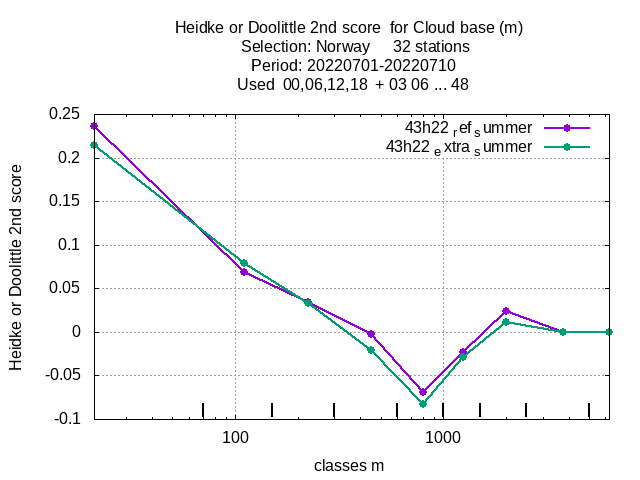 Heidke or Doolittle 2nd score  for Cloud base (m)
Selection: Norway     32 stations
Period: 20220701-20220710
Used  00,06,12,18  + 03 06 ... 48
43h22 ref summer
43h22 extra summer
0.25
0.2
0.15
0.1
0.05
0
-0.05
-0.1
100
1000
Heidke or Doolittle 2nd score
classes m